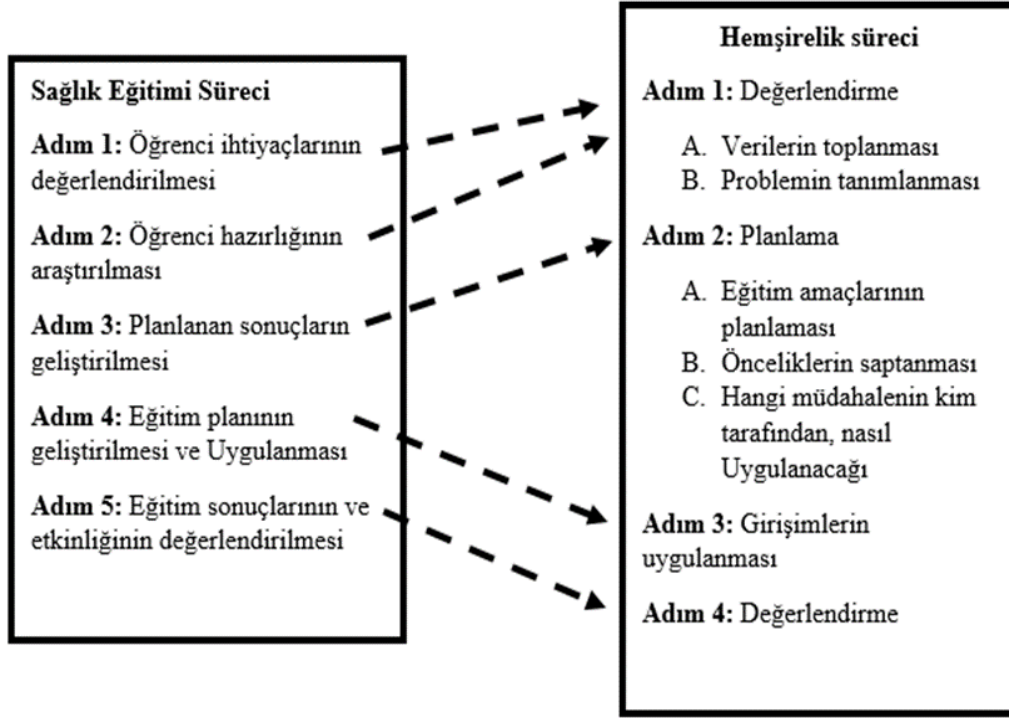 Sağlık Eğitimi Süreci
Adım 1: Öğrenci ihtiyaçlarının
değerlendirilmesi
Adım 2: Öğrenci hazırlığının
araştırılması
Adım 3: Planlanan sonuçların
geliştirilmesi
Adım 4: Eğitim planının
geliştirilmesi ve Uygulanması
Adım 5: Eğitim sonuçlarının ve
etkinliğinin değerlendirilmesi
Hemşirelik süreci
Adım 1: Değerlendirme
A. Verilerin toplanması
B. Problemin tanımlanması
Adım 2: Planlama
A. Eğitim amaçlarının
planlaması
B. Önceliklerin saptanması
C. Hangi müdahalenin kim
tarafından, nasıl
Uygulanacağı
Adım 3: Girişimlerin
uygulanması
Adım 4: Değerlendirme